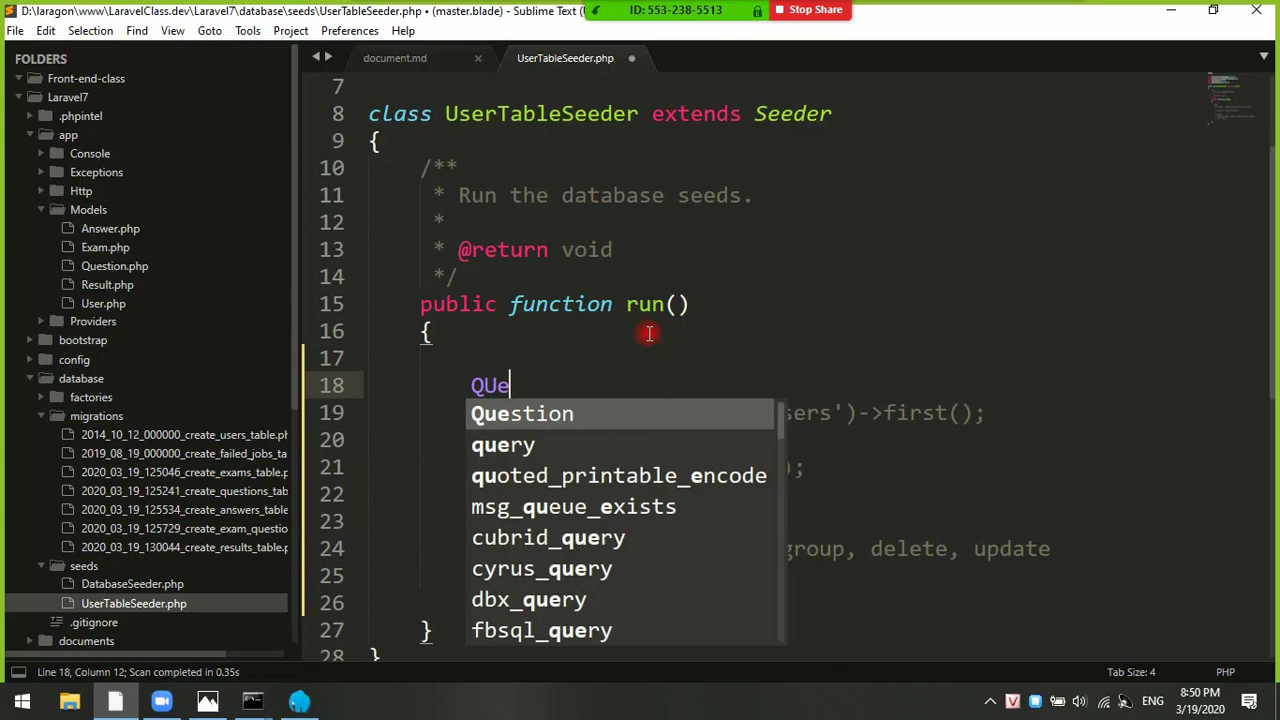 D:\laragon\www\LaravelClass.dev\Laravel7\database\seeds\UserTableSeeder.php • (master.blade) - Sublime Text (
ID: 553-238-5513
Stop Share
File Edit Selection Find View Goto Tools Project Preferences Help
FOLDERS
Front-end-class
Laravel7
.phpintel
app
Console
Exceptions
Http
Models
Answer.php
Exam.php
Question.php
Result.php
User.php
Providers
bootstrap
config
database
factories
migrations
2014_10_12_000000_create_users_table.ph
2019_08_19_000000_create_failed_jobs_ta
2020_03_19_125046_create_exams_table.p
2020_03_19_125241_create_questions_tab
2020_03_19_125534_create_answers_table
2020_03_19_125729_create_exam_questio
2020_03_19_130044_create_results_table.p
seeds
DatabaseSeeder.php
UserTableSeeder.php
.gitignore
documents
document.md
UserTableSeeder.php
7
8 class UserTableSeeder extends Seeder
9 {
10 /**
11 * Run the database seeds.
12 *
13 * @return void
14 */
15 public function run()
16 {
17
18 QUe
19 sers')->first();
20
21 );
22
23
24 group, delete, update
25
26
27 }
28 }
Question
query
quoted_printable_encode
msg_queue_exists
cubrid_query
cyrus_query
dbx_query
fbsql_query
Line 18, Column 12; Scan completed in 0.35s
Tab Size: 4
PHP
ENG
8:50 PM
3/19/2020